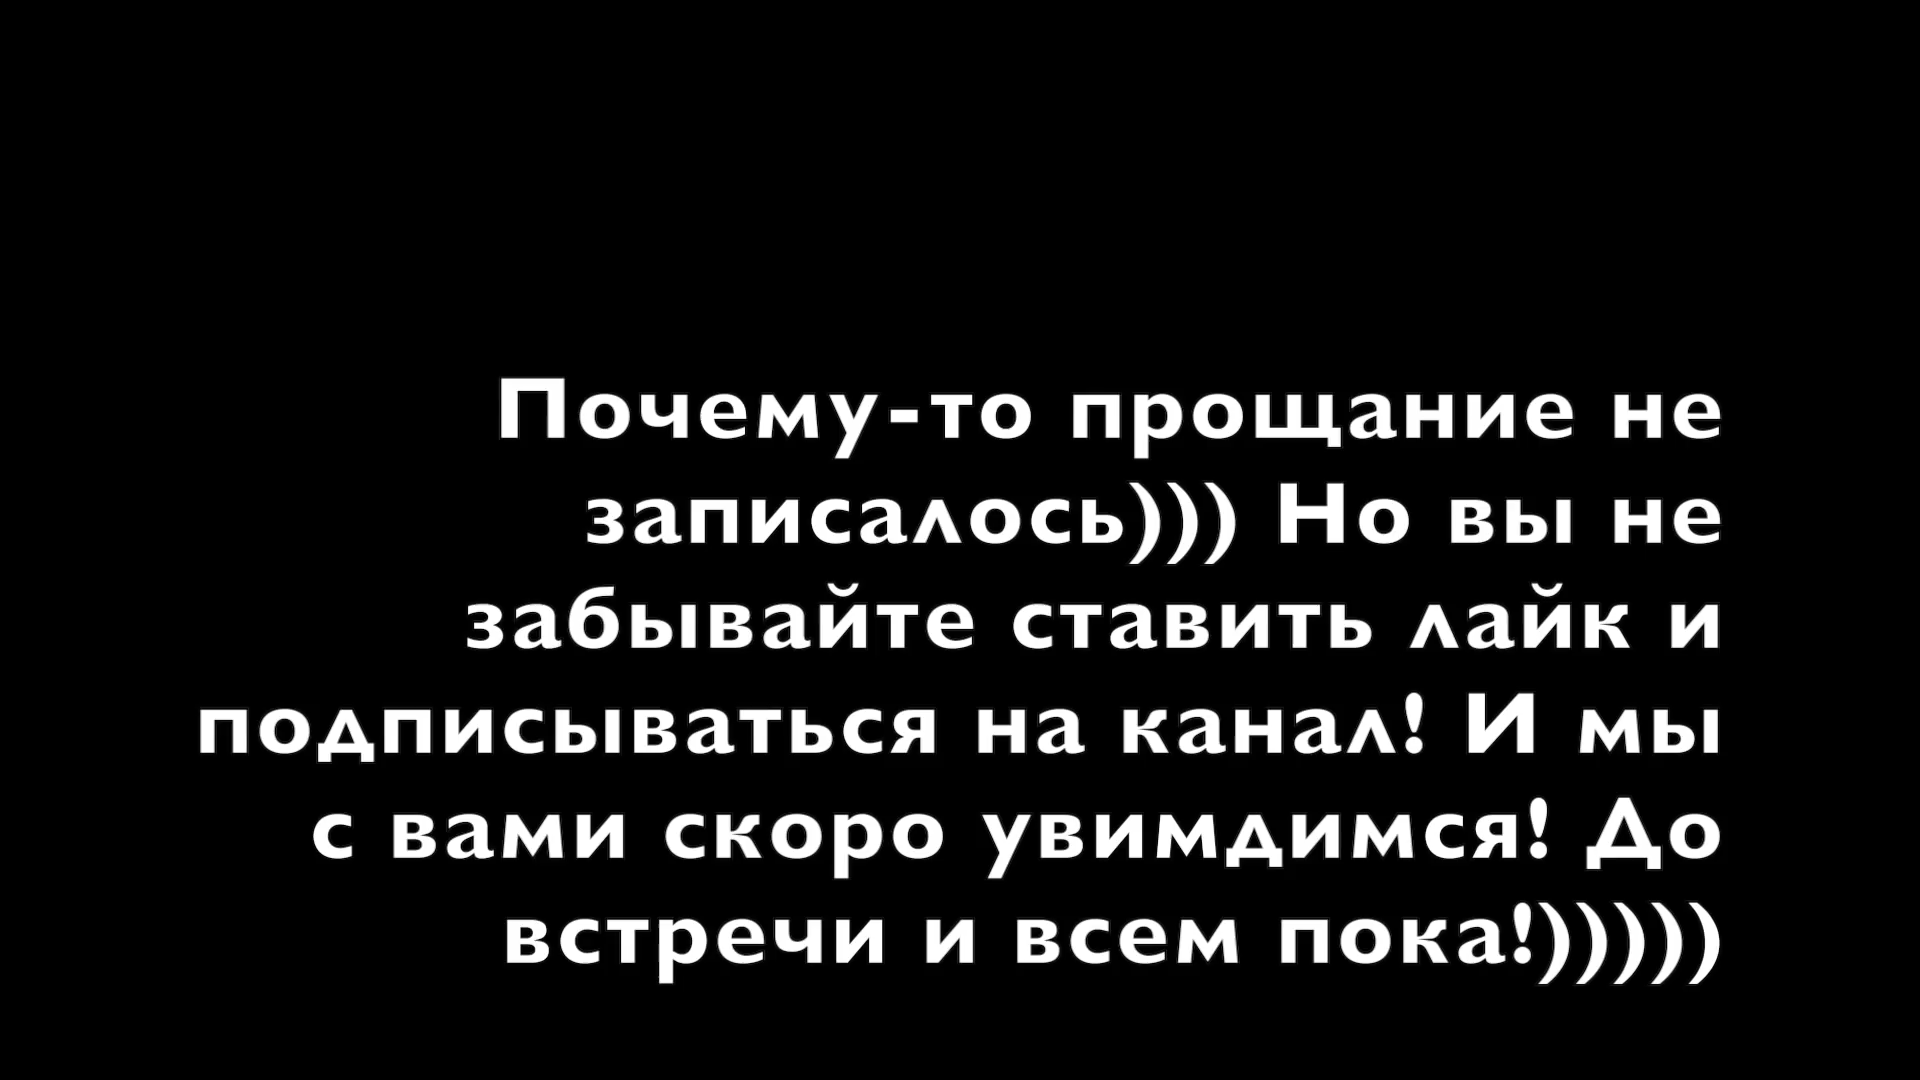 Почему-то прощание не
записалось))) Но вы не
забывайте ставить лайк и
подписываться на канал! И мы
с вами скоро увимдимся! До
встречи и всем пока!)))))